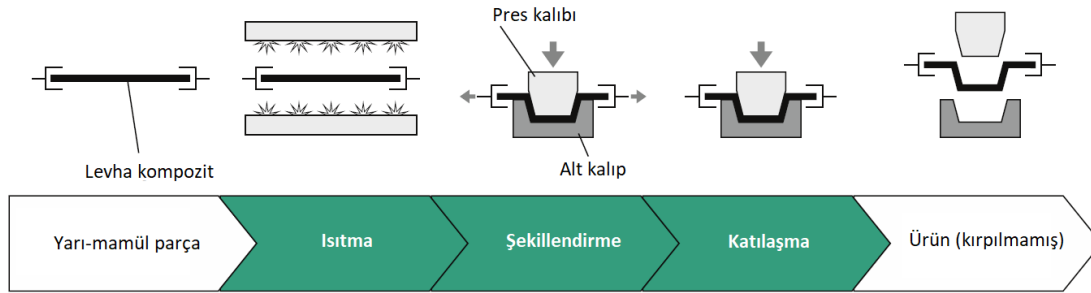 Pres kalıbı
Levha kompozit
Alt kalıp
Yarı-mamül parça
Isıtma
Şekillendirme
Katılaşma
Ürün (kırpılmamış)